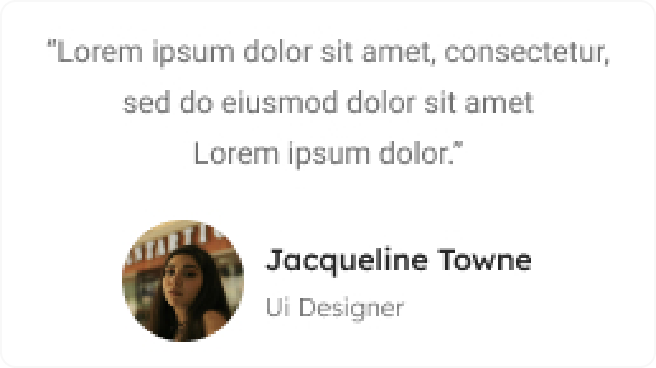 “Lorem ipsum dolor sit amet, consectetur,
sed do eiusmod dolor sit amet
Lorem ipsum dolor.”
Jacqueline Towne
Ui Designer